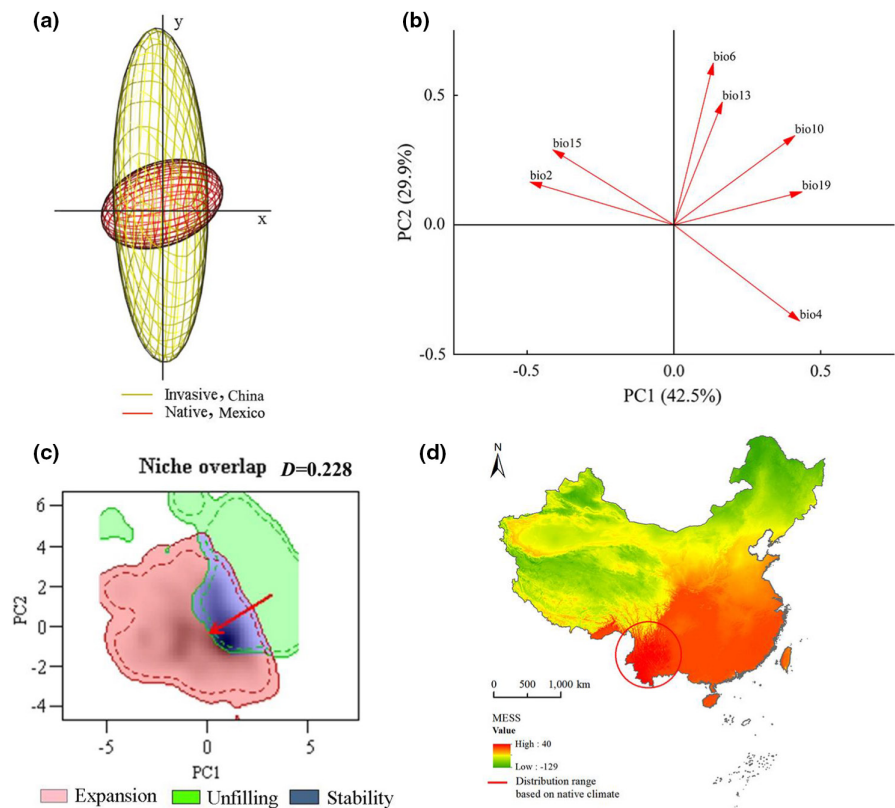 (a)
y
x
Invasive, China
Native, Mexico
(b)
PC2 (29.9%)
0.5
0.0
-0.5
bio6
bio13
bio10
bio15
bio2
bio19
bio4
-0.5
0.0
0.5
PC1 (42.5%)
(c)
Niche overlap D=0.228
PC2
6
4
2
0
-2
-4
-5
0
5
PC1
Expansion
Unfilling
Stability
(d)
N
0
500
1,000 km
MESS
Value
High : 40
Low : -129
Distribution range
based on native climate